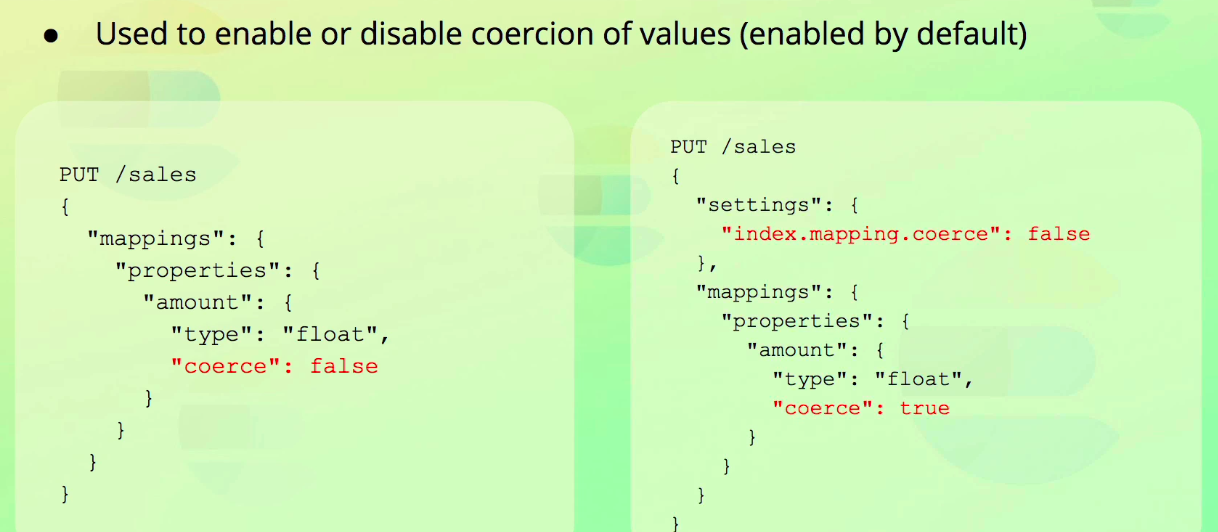 ● Used to enable or disable coercion of values (enabled by default)
PUT /sales
{
  "mappings": {
    "properties": {
      "amount": {
        "type": "float",
        "coerce": false
      }
    }
  }
}
PUT /sales
{
  "settings": {
    "index.mapping.coerce": false
  },
  "mappings": {
    "properties": {
      "amount": {
        "type": "float",
        "coerce": true
      }
    }
  }
}